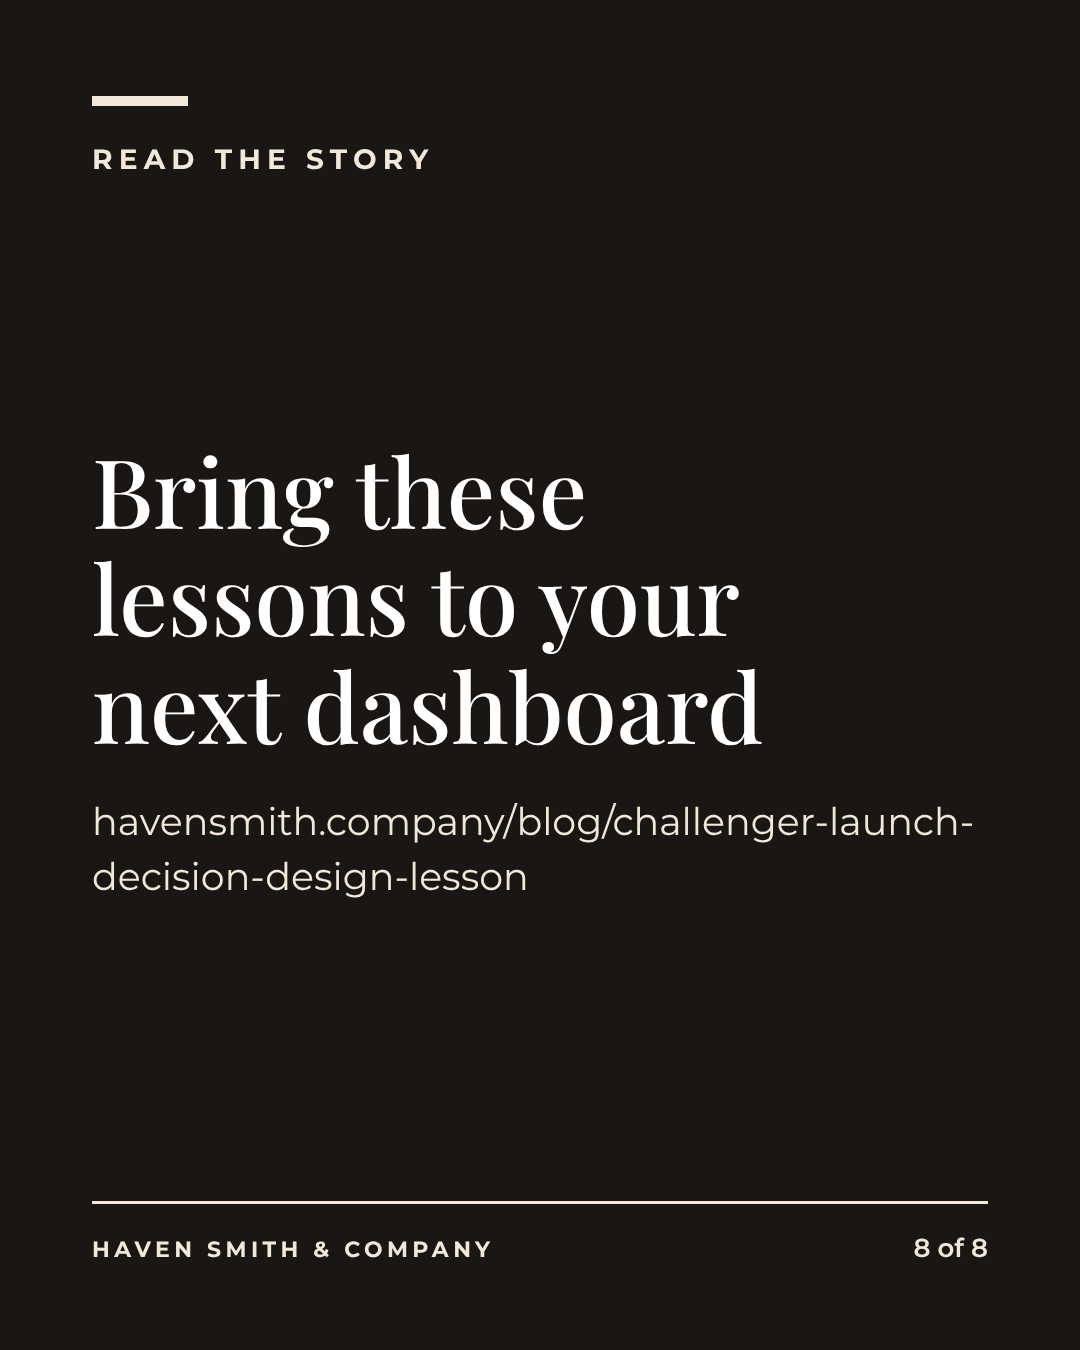 READ THE STORY
Bring these
lessons to your
next dashboard
havensmith.company/blog/challenger-launch-
decision-design-lesson
HAVEN SMITH & COMPANY
8 of 8